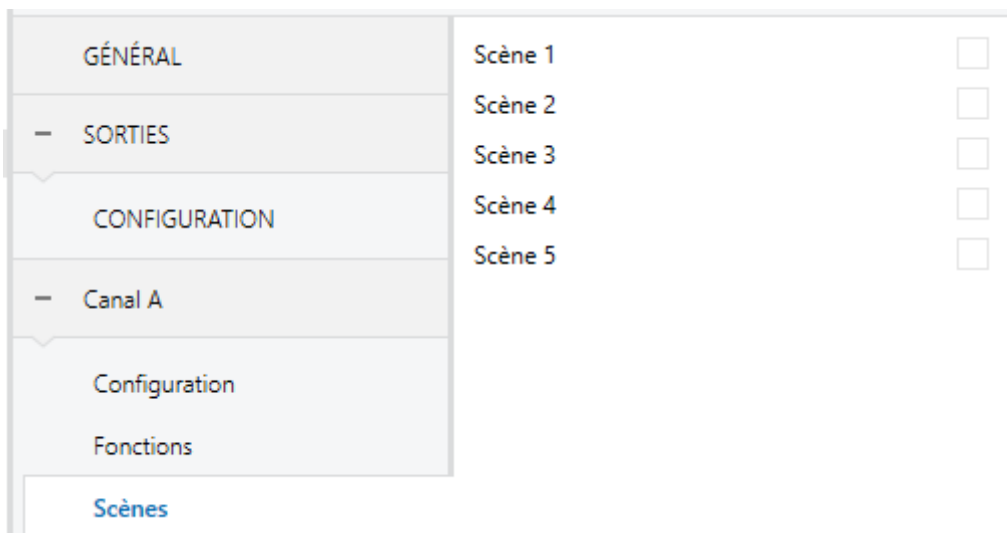 GÉNÉRAL
SORTIES
CONFIGURATION
Canal A
Configuration
Fonctions
Scènes
Scène 1
Scène 2
Scène 3
Scène 4
Scène 5